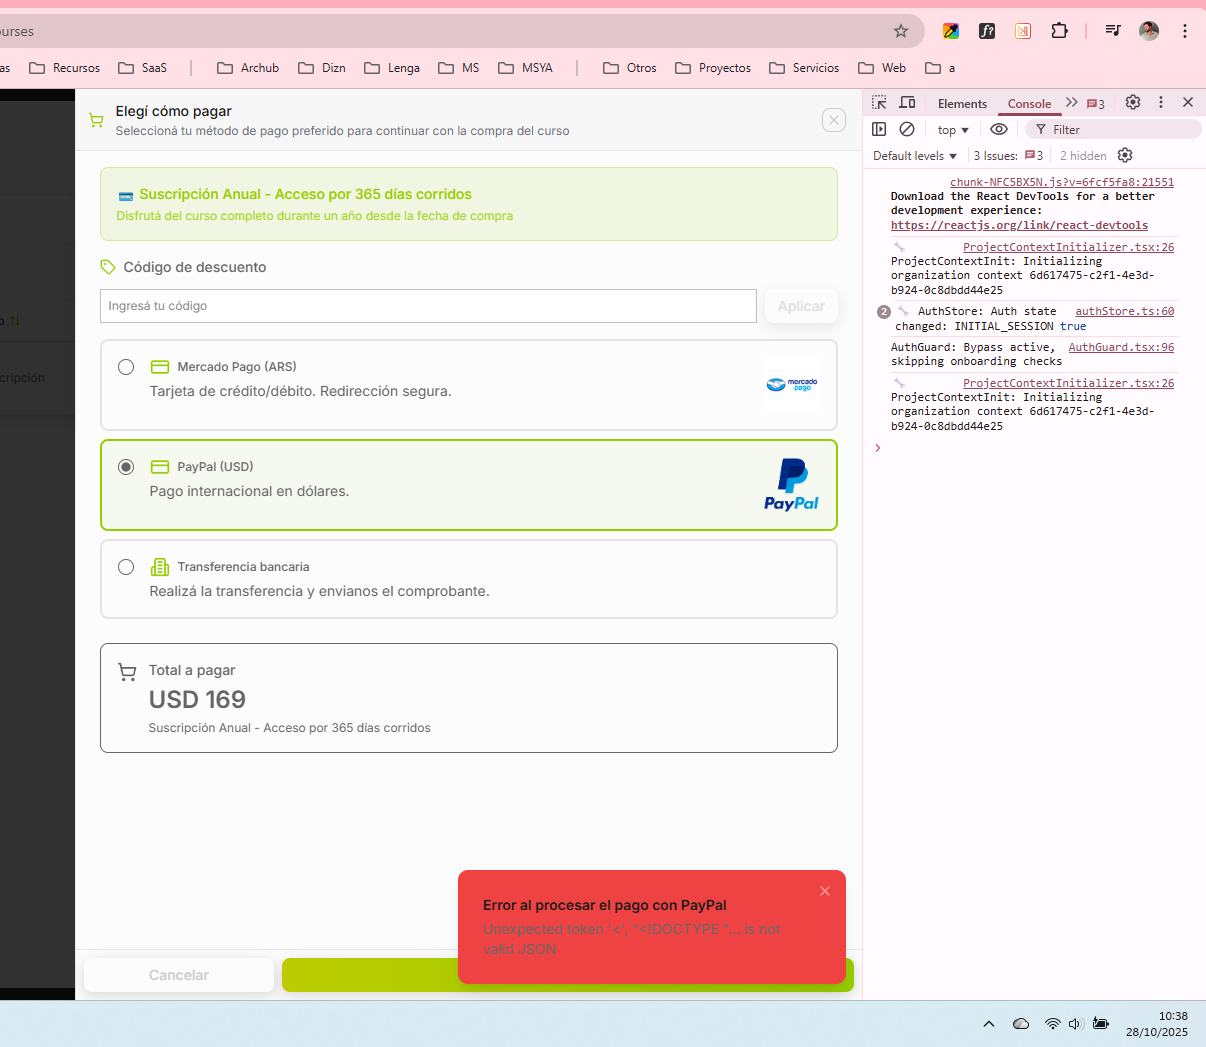 ourses
as
Recursos
SaaS
Archub
Dizn
Lenga
MS
MSYA
Otros
Proyectos
Servicios
Web
a
Elegí cómo pagar
Seleccioná tu método de pago preferido para continuar con la compra del curso
Suscripción Anual - Acceso por 365 días corridos
Disfrutá del curso completo durante un año desde la fecha de compra
Código de descuento
Ingresá tu código
Aplicar
cripción
Mercado Pago (ARS)
Tarjeta de crédito/débito. Redirección segura.
mercado
pago
PayPal (USD)
Pago internacional en dólares.
PayPal
Transferencia bancaria
Realizá la transferencia y envianos el comprobante.
Total a pagar
USD 169
Suscripción Anual - Acceso por 365 días corridos
Error al procesar el pago con PayPal
Unexpected token '<', "<!DOCTYPE "... is not
valid JSON
Cancelar
Elements
Console
3
top
Filter
Default levels
3 Issues:
3
2 hidden
chunk-NFC5BX5N.js?v=6fcf5fa8:21551
Download the React DevTools for a better
development experience:
https://reactjs.org/link/react-devtools
ProjectContextInitializer.tsx:26
ProjectContextInit: Initializing
organization context 6d617475-c2f1-4e3d-
b924-0c8dbdd44e25
2 AuthStore: Auth state authStore.ts:60
changed: INITIAL_SESSION true
AuthGuard: Bypass active, AuthGuard.tsx:96
skipping onboarding checks
ProjectContextInitializer.tsx:26
ProjectContextInit: Initializing
organization context 6d617475-c2f1-4e3d-
b924-0c8dbdd44e25
10:38
28/10/2025